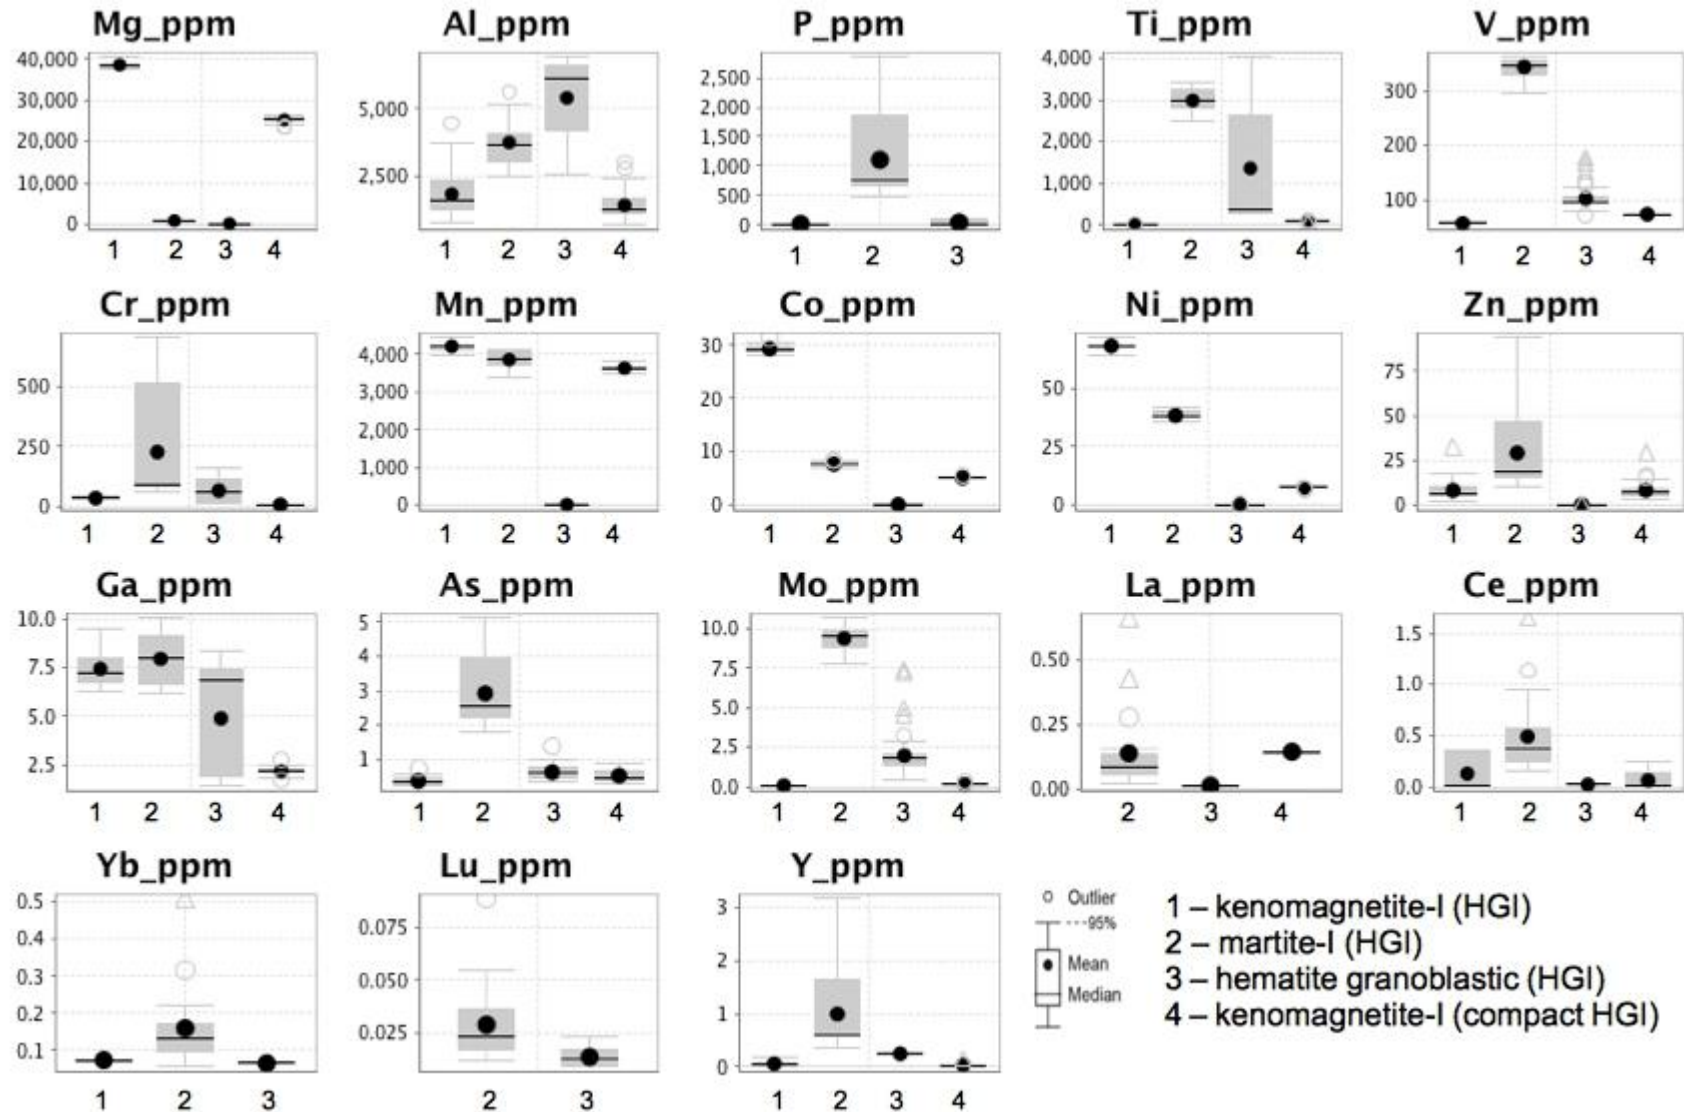 Mg_ppm Al_ppm P_ppm Ti_ppm V_ppm
40,000
30,000
20,000
10,000
0
1 2 3 4
5,000
2,500
1 2 3 4
2,500
2,000
1,500
1,000
500
0
1 2 3
4,000
3,000
2,000
1,000
0
1 2 3 4
300
200
100
1 2 3 4
Cr_ppm Mn_ppm Co_ppm Ni_ppm Zn_ppm
500
250
0
1 2 3 4
4,000
3,000
2,000
1,000
0
1 2 3 4
30
20
10
0
1 2 3 4
50
25
0
1 2 3 4
75
50
25
0
1 2 3 4
Ga_ppm As_ppm Mo_ppm La_ppm Ce_ppm
10.0
7.5
5.0
2.5
1 2 3 4
5
4
3
2
1
1 2 3 4
10.0
7.5
5.0
2.5
0.0
1 2 3 4
0.50
0.25
0.00
2 3 4
1.5
1.0
0.5
0.0
1 2 3 4
Yb_ppm Lu_ppm Y_ppm
0.5
0.4
0.3
0.2
0.1
1 2 3
0.075
0.050
0.025
2 3
3
2
1
0
1 2 3 4
Outlier
95%
Mean
Median
1 – kenomagnetite-I (HGI)
2 – martite-I (HGI)
3 – hematite granoblastic (HGI)
4 – kenomagnetite-I (compact HGI)